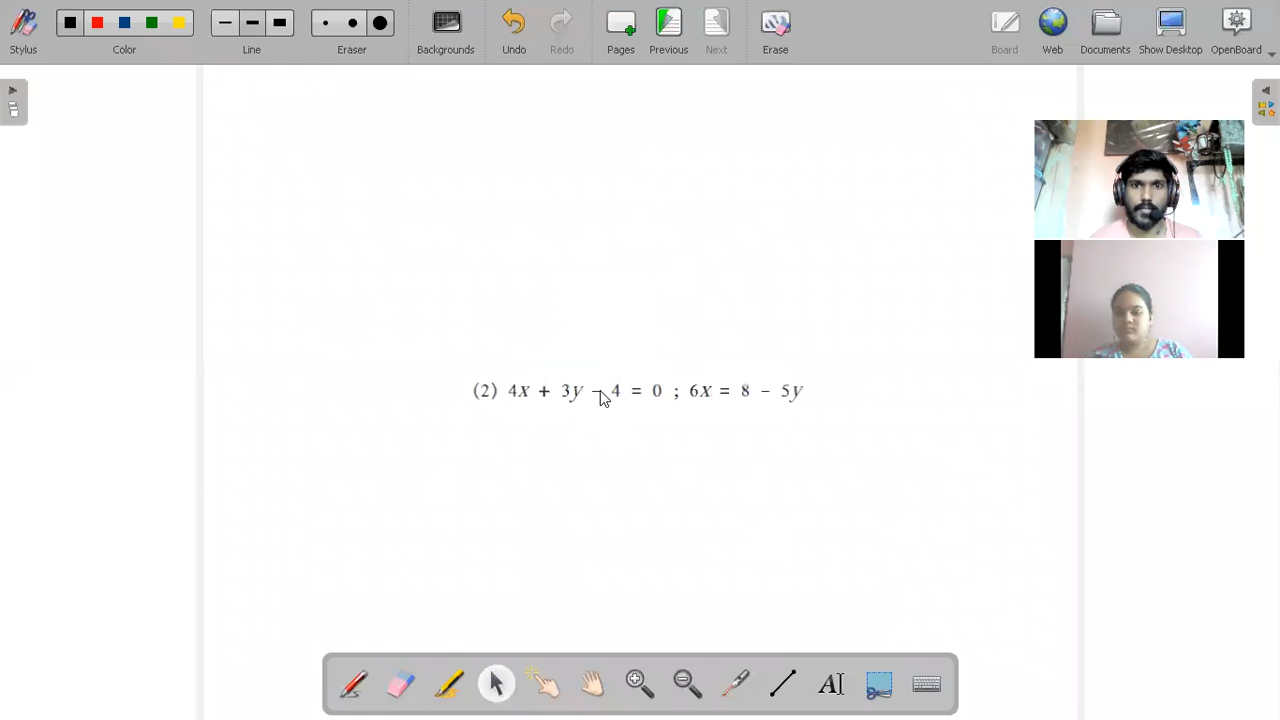 Stylus Color Line Eraser Backgrounds Undo Redo Pages Previous Next Erase Board Web Documents Show Desktop OpenBoard
(2) 4x + 3y - 4 = 0 ; 6x = 8 - 5y